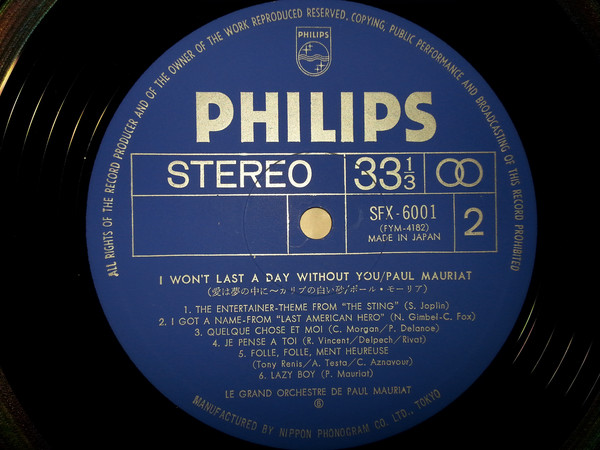 ALL RIGHTS OF THE RECORD PRODUCER AND OF THE OWNER OF THE WORK REPRODUCED RESERVED. COPYING, PUBLIC PERFORMANCE AND BROADCASTING OF THIS RECORD PROHIBITED
PHILIPS
PHILIPS
STEREO 33 1/3
SFX-6001
(FYM-4182)
MADE IN JAPAN
2
I WON'T LAST A DAY WITHOUT YOU/PAUL MAURIAT
(愛は夢の中に〜カリブの白い砂/ポール・モーリア)
1. THE ENTERTAINER-THEME FROM "THE STING" (S. Joplin)
2. I GOT A NAME-FROM "LAST AMERICAN HERO" (N. Gimbel-C. Fox)
3. QUELQUE CHOSE ET MOI (C. Morgan/P. Delanoe)
4. JE PENSE A TOI (R. Vincent/Delpech/Rivat)
5. FOLLE, FOLLE, MENT HEUREUSE
(Tony Renis/A. Testa/C. Aznavour)
6. LAZY BOY (P. Mauriat)
LE GRAND ORCHESTRE DE PAUL MAURIAT
MANUFACTURED BY NIPPON PHONOGRAM CO. LTD., TOKYO